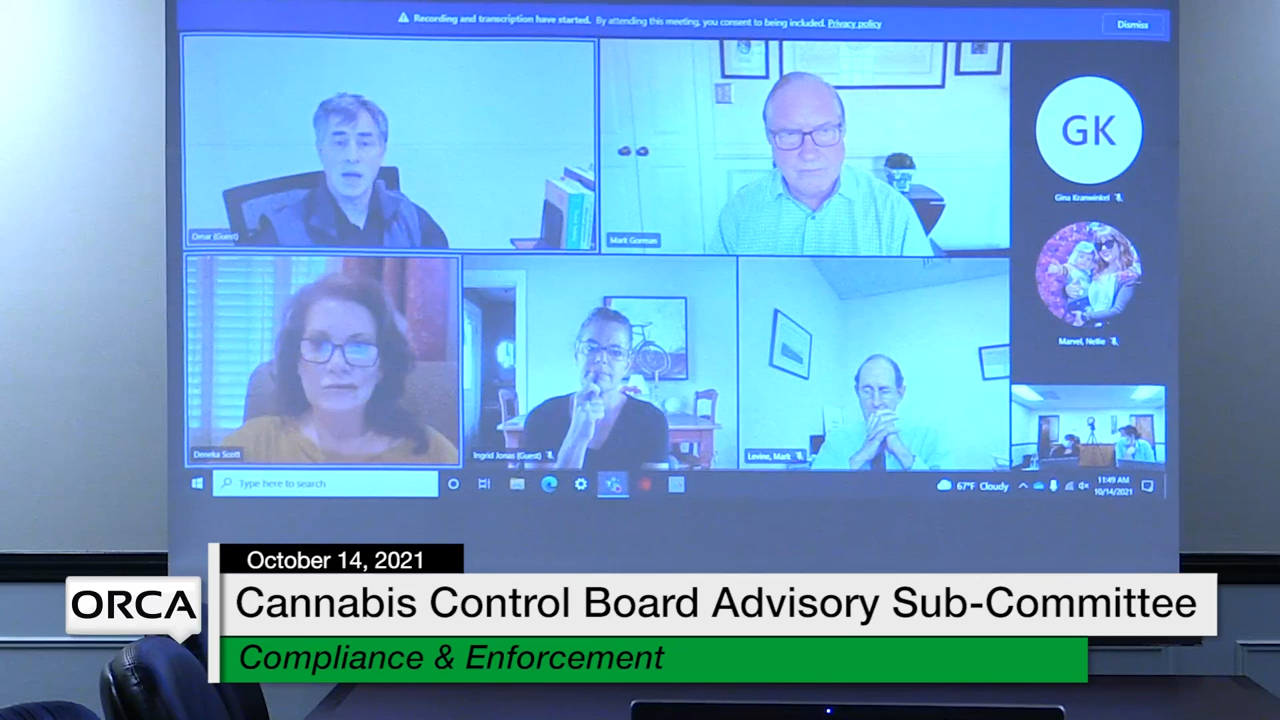 Recording and transcription have started. By attending this meeting, you consent to being included. Privacy policy
Dismiss
GK
Gina Kranwinkel
Omar (Guest)
Mark Gorman
Marvel, Nellie
Deneka Scott
Ingrid Jonas (Guest)
Levine, Mark
Type here to search
67°F Cloudy
11:49 AM
10/14/2021
October 14, 2021
ORCA
Cannabis Control Board Advisory Sub-Committee
Compliance & Enforcement